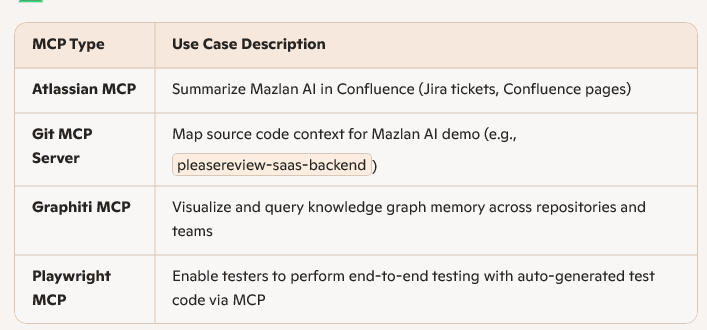 MCP Type
Use Case Description
Atlassian MCP
Summarize Mazlan AI in Confluence (Jira tickets, Confluence pages)
Git MCP
Server
Map source code context for Mazlan AI demo (e.g.,
pleasereview-saas-backend )
Graphiti MCP
Visualize and query knowledge graph memory across repositories and
teams
Playwright
MCP
Enable testers to perform end-to-end testing with auto-generated test
code via MCP